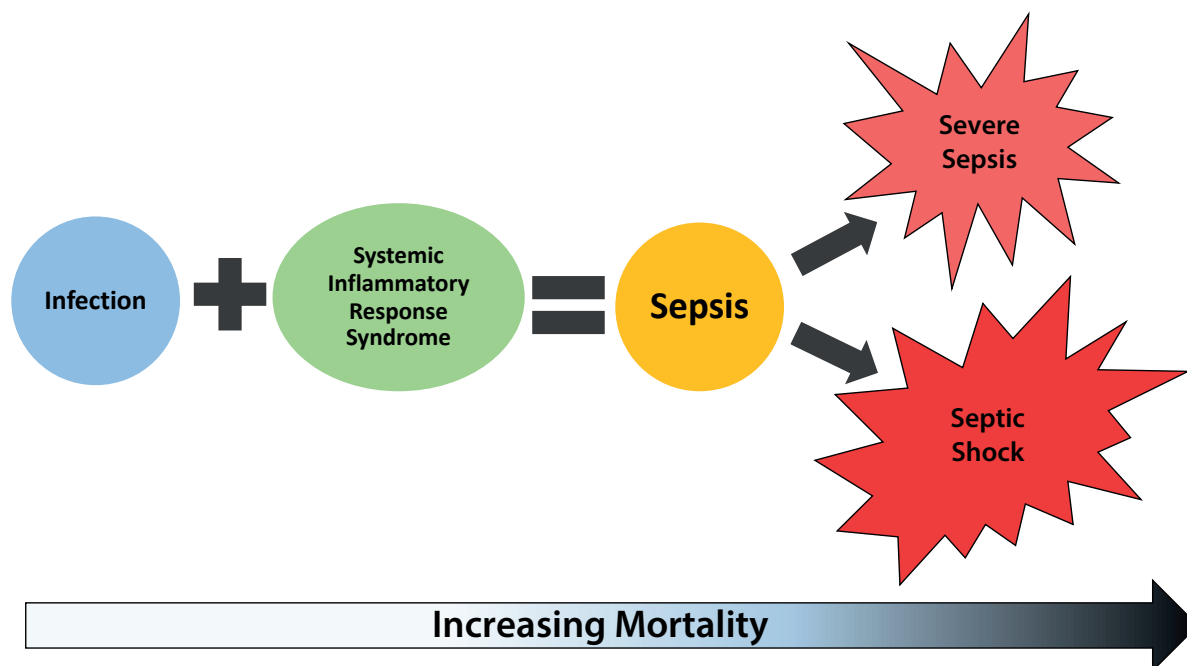 Infection
Systemic
Inflammatory
Response
Syndrome
Sepsis
Severe
Sepsis
Septic
Shock
Increasing Mortality